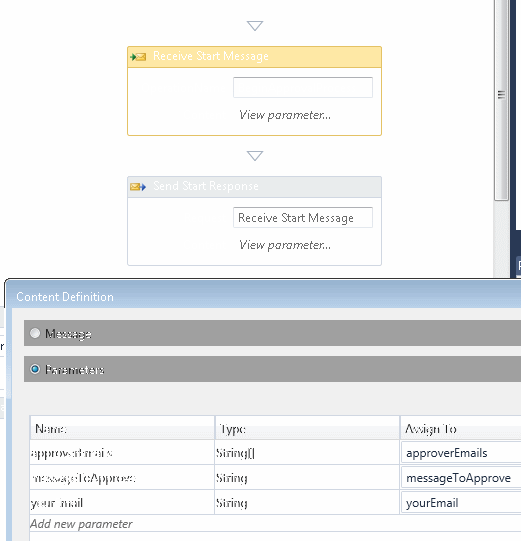 Receive Start Message
View parameter...
Send Start Response
Receive Start Message
View parameter...
Content Definition
Message
Parameters
Name Type Assign To
approverEmails String[] approverEmails
messageToApprove String messageToApprove
yourEmail String yourEmail
Add new parameter